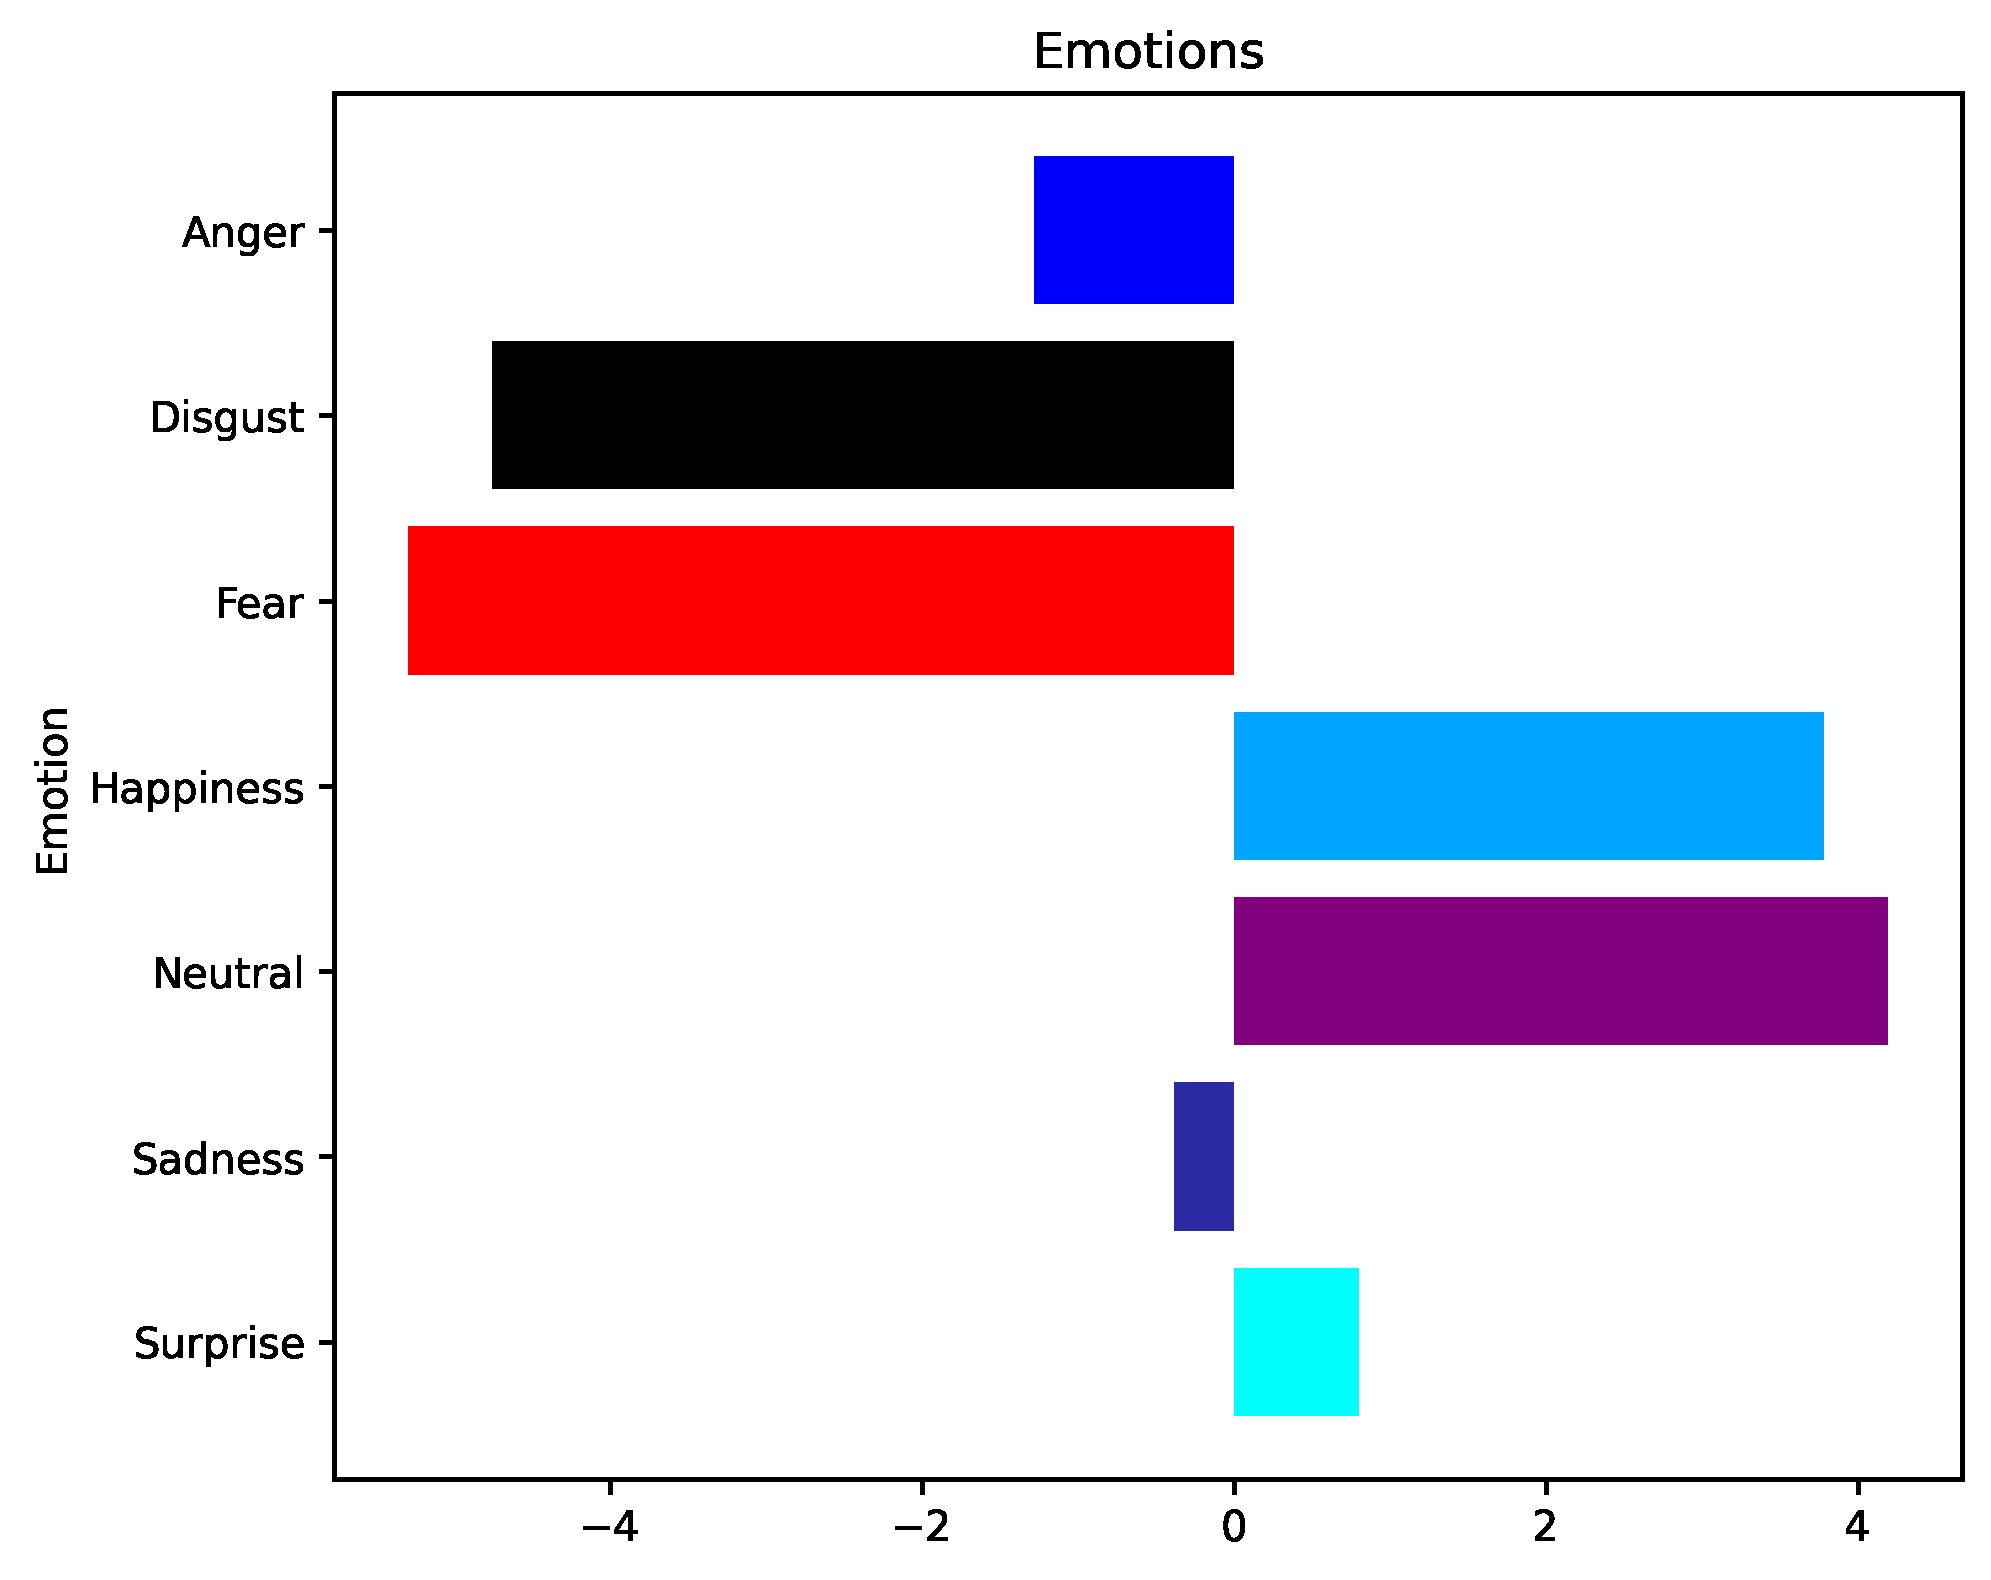 Emotions
Emotion
Anger
Disgust
Fear
Happiness
Neutral
Sadness
Surprise
−4 −2 0 2 4